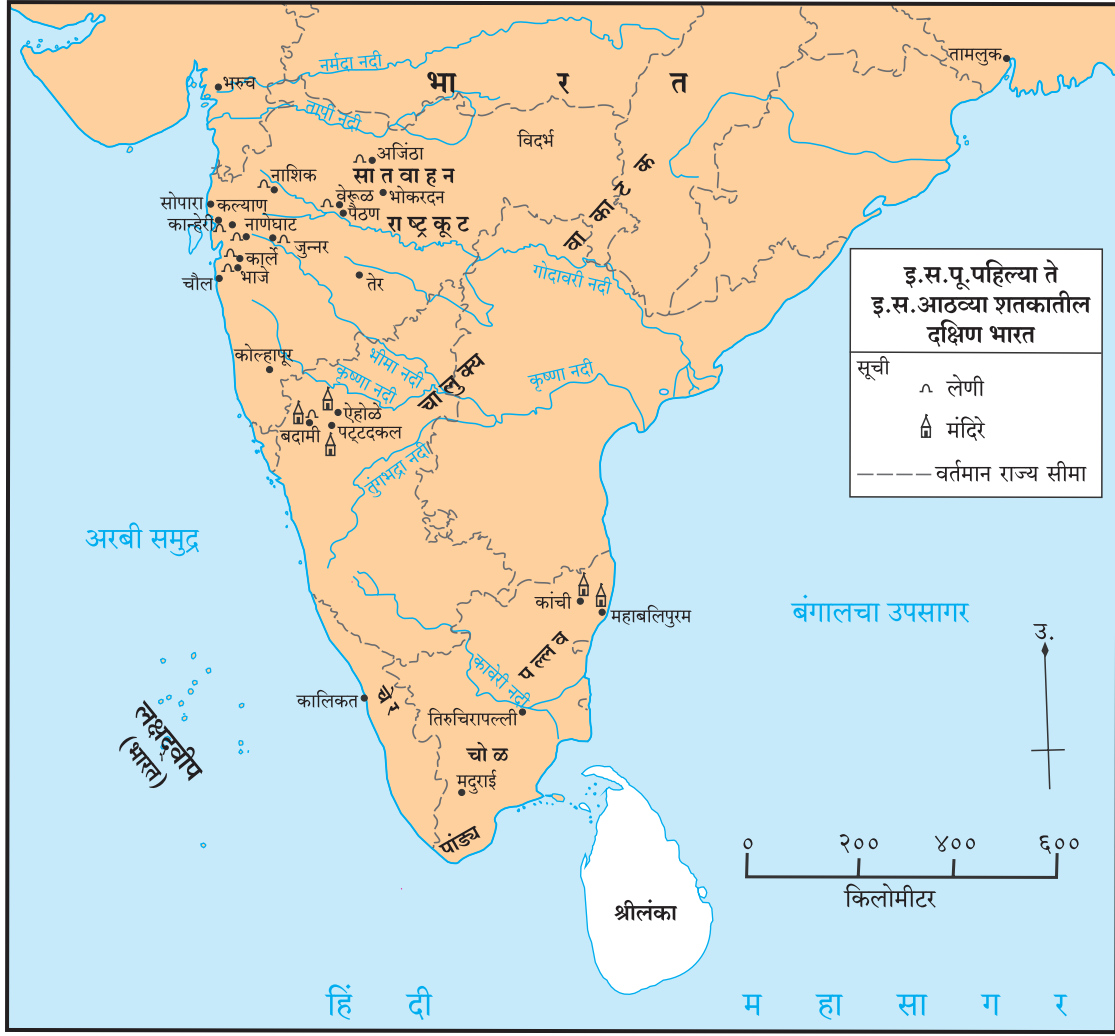 तामलुक
नर्मदा नदी
भा र त
भरुच
तापी नदी
विदर्भ
अजिंठा
सा त वा ह न
नाशिक
वेरूळ
भोकरदन
सोपारा
कल्याण
पैठण
रा ष्ट्र कू ट
वा का ट क
कान्हेरी
नाणेघाट
जुन्नर
कार्ले
भाजे
चौल
तेर
गोदावरी नदी
इ.स.पू.पहिल्या ते
इ.स.आठव्या शतकातील
दक्षिण भारत
सूची
लेणी
मंदिरे
वर्तमान राज्य सीमा
कोल्हापूर
भीमा नदी
कृष्णा नदी
चा लु क्य
कृष्णा नदी
ऐहोळे
बदामी
पट्टदकल
तुंगभद्रा नदी
अरबी समुद्र
कांची
महाबलिपुरम
बंगालचा उपसागर
उ.
प ल्ल व
कावेरी नदी
कालिकत
चे र
तिरुचिरापल्ली
लक्षद्वीप
(भारत)
चो ळ
मदुराई
पांड्य
० २०० ४०० ६००
किलोमीटर
श्रीलंका
हिं दी म हा सा ग र